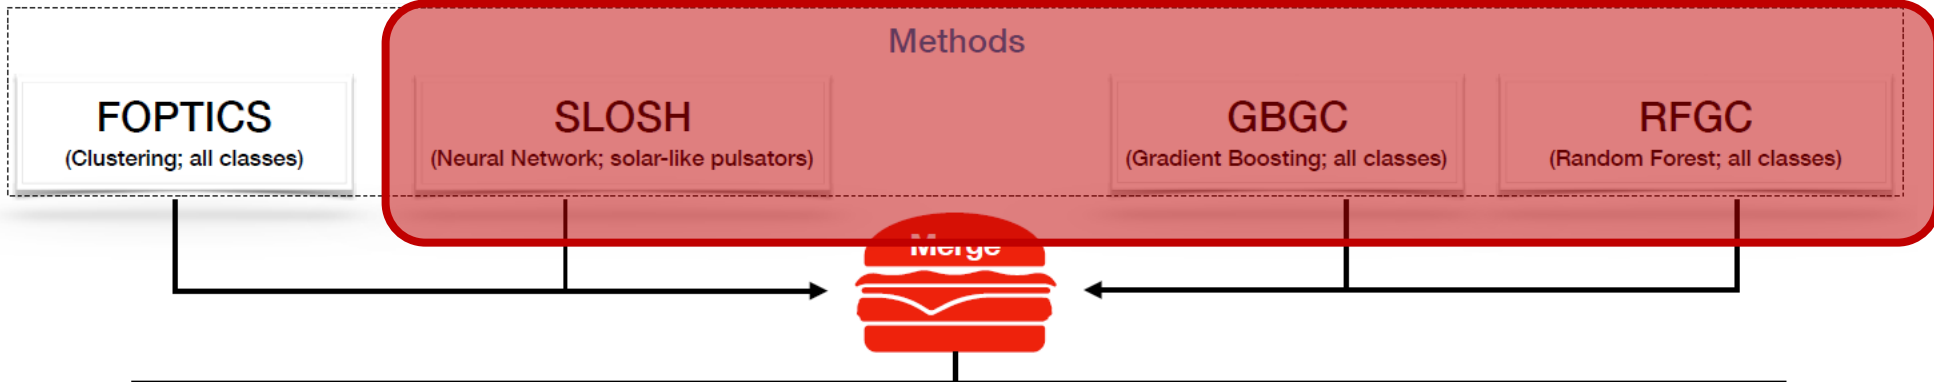 Methods
FOPTICS
(Clustering; all classes)
SLOSH
(Neural Network; solar-like pulsators)
GBGC
(Gradient Boosting; all classes)
RFGC
(Random Forest; all classes)
Merge